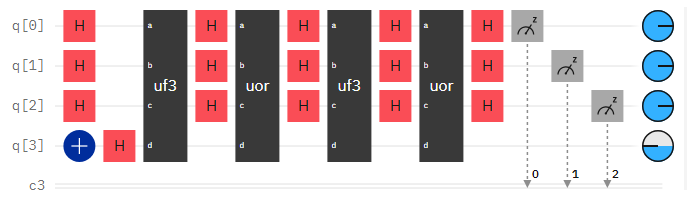 q[0] H a H a H a H a H z
q[1] H b H b H b H b H z
uf3 uor uf3 uor
q[2] H c H c H c H c H z
q[3] + H d d d d
c3 0 1 2